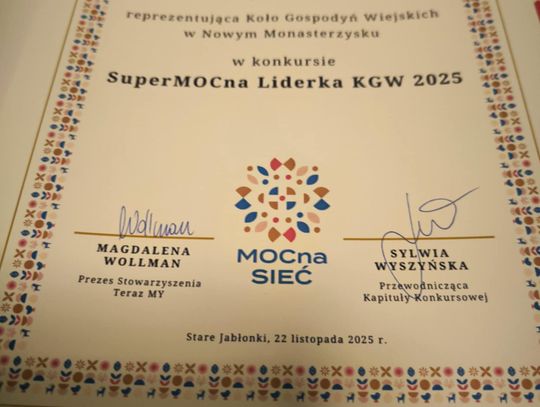 reprezentująca Koło Gospodyń Wiejskich
w Nowym Monasterzysku
w konkursie
SuperMOCna Liderka KGW 2025
Wollman
MAGDALENA
WOLLMAN
Prezes Stowarzyszenia
Teraz MY
MOCna
SIEĆ
SYLWIA
WYSZYŃSKA
Przewodnicząca
Kapituły Konkursowej
Stare Jabłonki, 22 listopada 2025 r.